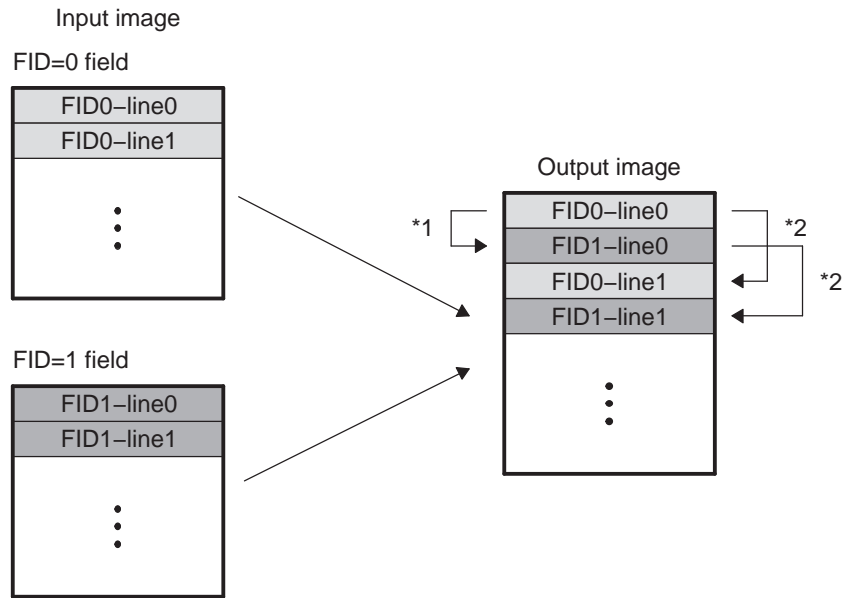 Input image
FID=0 field
FID0−line0
FID0−line1
FID=1 field
FID1−line0
FID1−line1
Output image
FID0−line0
FID1−line0
FID0−line1
FID1−line1
*1
*2
*2